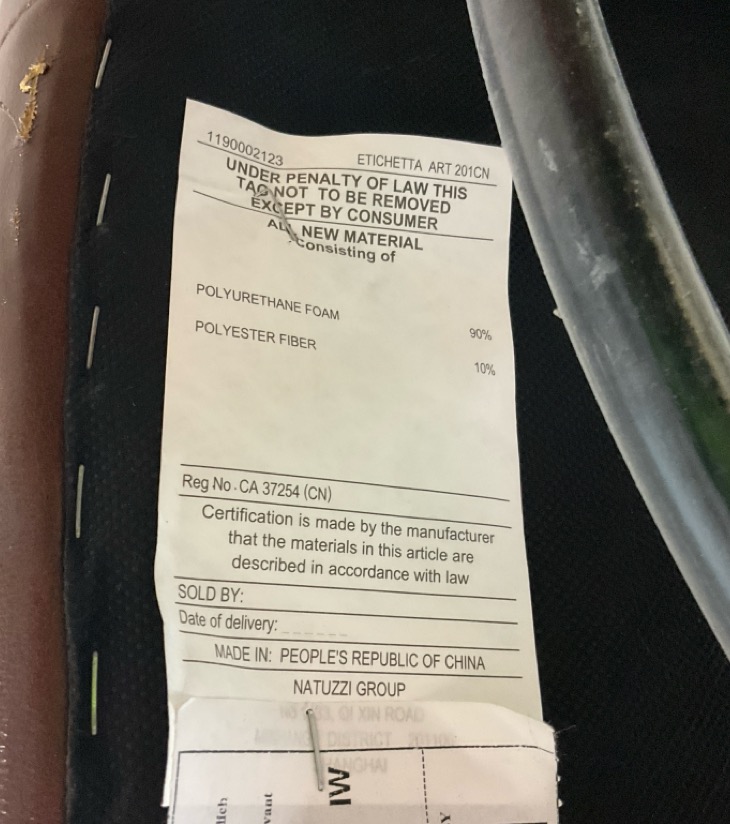 1190002123
ETICHETTA ART 201CN
UNDER PENALTY OF LAW THIS
TAG NOT TO BE REMOVED
EXCEPT BY CONSUMER
ALL NEW MATERIAL
Consisting of
POLYURETHANE FOAM 90%
POLYESTER FIBER 10%
Reg No. CA 37254 (CN)
Certification is made by the manufacturer
that the materials in this article are
described in accordance with law
SOLD BY:
Date of delivery:
MADE IN: PEOPLE'S REPUBLIC OF CHINA
NATUZZI GROUP
QI XIN ROAD
DISTRICT